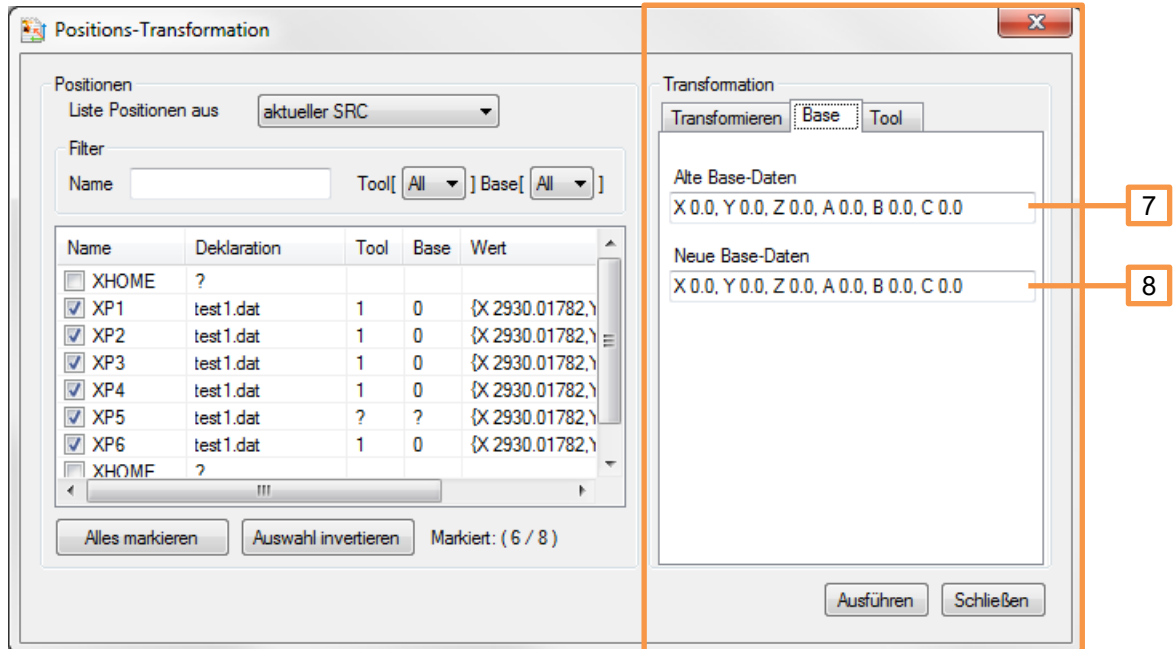 Positions-Transformation
Positionen
Liste Positionen aus aktueller SRC
Filter
Name Tool[ All ] Base[ All ]
Name Deklaration Tool Base Wert
XHOME ?
XP1 test1.dat 1 0 {X 2930.01782,Y
XP2 test1.dat 1 0 {X 2930.01782,Y
XP3 test1.dat 1 0 {X 2930.01782,Y
XP4 test1.dat 1 0 {X 2930.01782,Y
XP5 test1.dat ? ? {X 2930.01782,Y
XP6 test1.dat 1 0 {X 2930.01782,Y
XHOME ?
Alles markieren Auswahl invertieren Markiert: ( 6 / 8 )
Transformation
Transformieren Base Tool
Alte Base-Daten
X 0.0, Y 0.0, Z 0.0, A 0.0, B 0.0, C 0.0
7
Neue Base-Daten
X 0.0, Y 0.0, Z 0.0, A 0.0, B 0.0, C 0.0
8
Ausführen Schließen